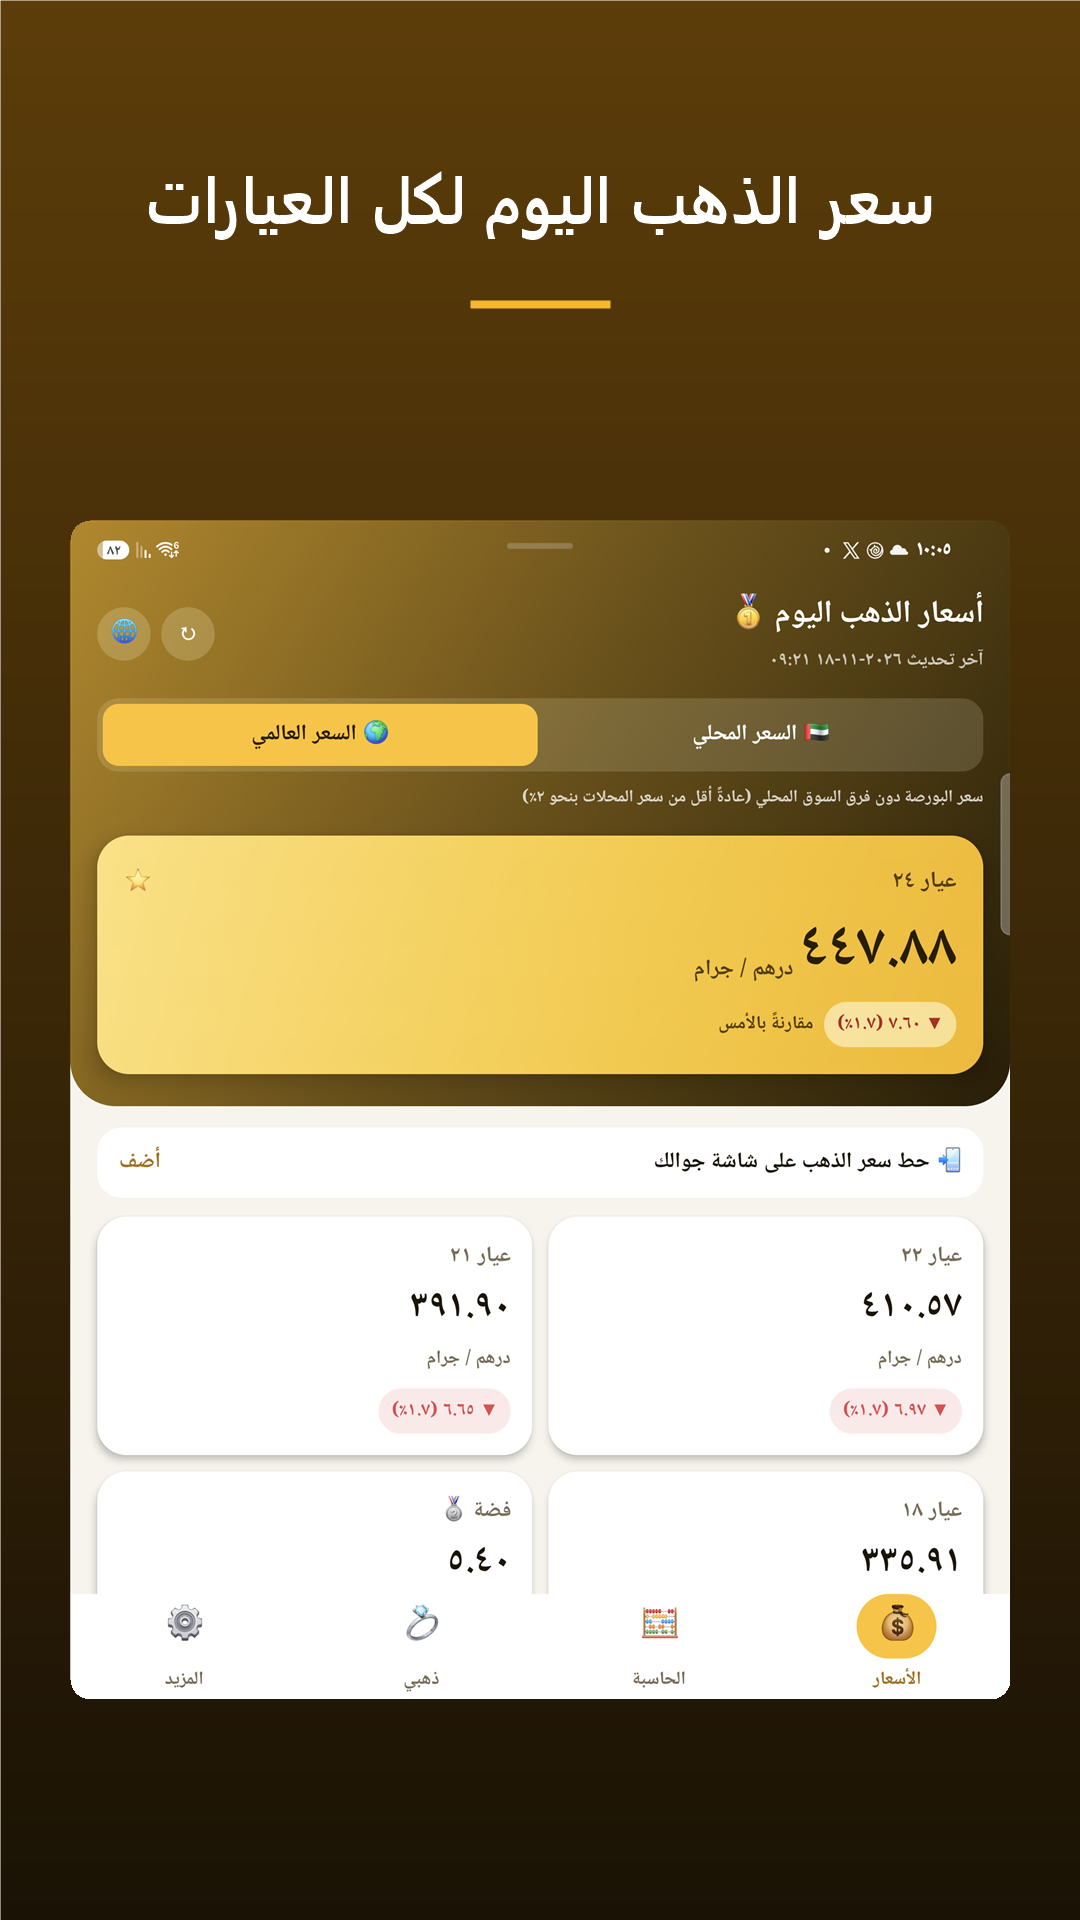 سعر الذهب اليوم لكل العيارات
١٠:٠٥
٨٢
أسعار الذهب اليوم
آخر تحديث ٢٠٢٦-١١-١٨ ٠٩:٢١
السعر المحلي
السعر العالمي
سعر البورصة دون فرق السوق المحلي (عادةً أقل من سعر المحلات بنحو ٢٪)
عيار ٢٤
٤٤٧.٨٨ درهم / جرام
▼ ٧.٦٠ (١.٧٪) مقارنةً بالأمس
حط سعر الذهب على شاشة جوالك
أضف
عيار ٢٢
٤١٠.٥٧
درهم / جرام
▼ ٦.٩٧ (١.٧٪)
عيار ٢١
٣٩١.٩٠
درهم / جرام
▼ ٦.٦٥ (١.٧٪)
عيار ١٨
٣٣٥.٩١
فضة
٥.٤٠
الأسعار
الحاسبة
ذهبي
المزيد